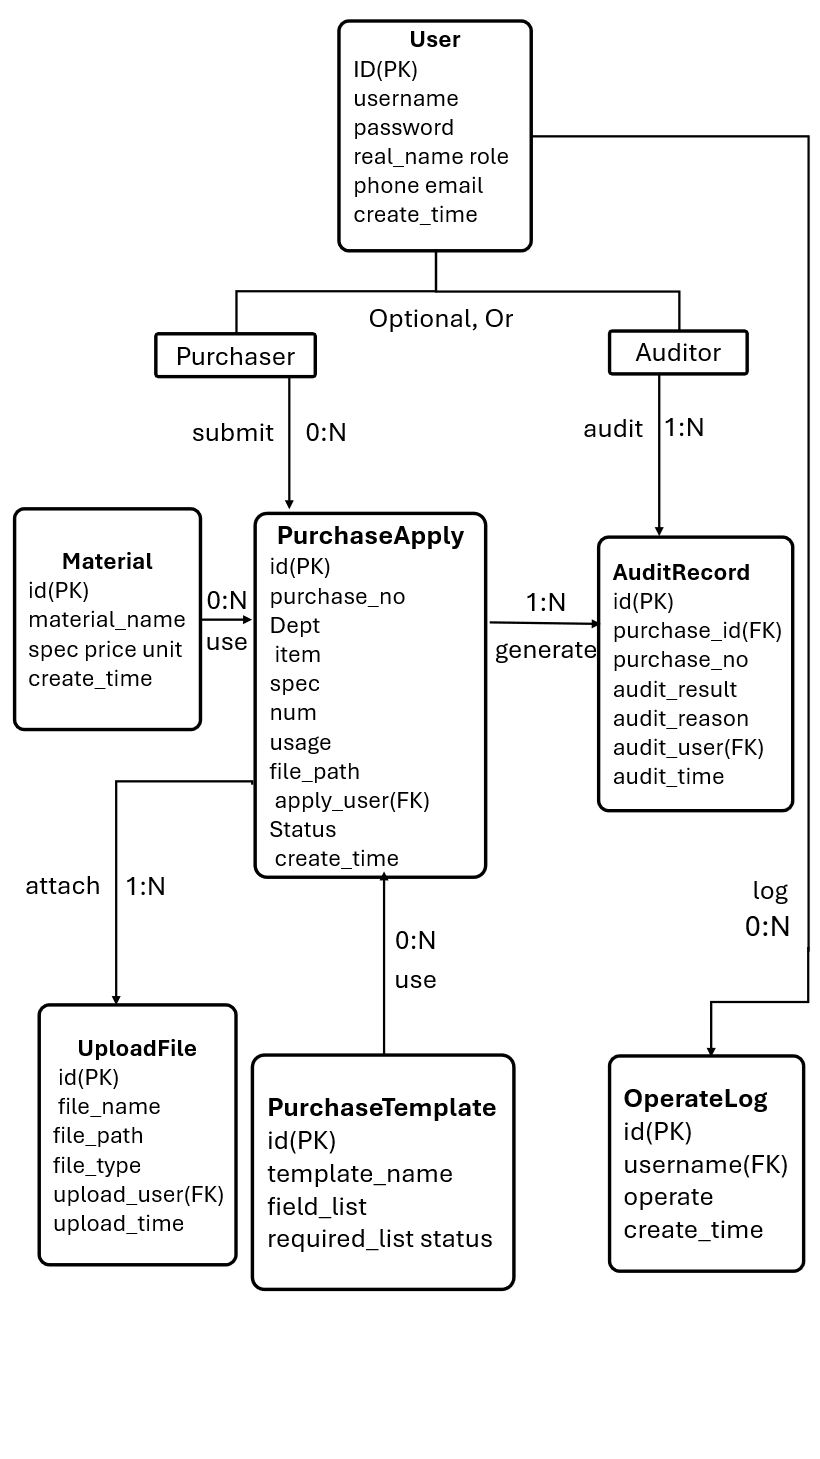 User
ID(PK)
username
password
real_name role
phone email
create_time
Optional, Or
Purchaser
Auditor
submit 0:N
audit 1:N
Material
id(PK)
material_name
spec price unit
create_time
0:N
use
PurchaseApply
id(PK)
purchase_no
Dept
item
spec
num
usage
file_path
apply_user(FK)
Status
create_time
1:N
generate
AuditRecord
id(PK)
purchase_id(FK)
purchase_no
audit_result
audit_reason
audit_user(FK)
audit_time
attach 1:N
0:N
use
log
0:N
UploadFile
id(PK)
file_name
file_path
file_type
upload_user(FK)
upload_time
PurchaseTemplate
id(PK)
template_name
field_list
required_list status
OperateLog
id(PK)
username(FK)
operate
create_time